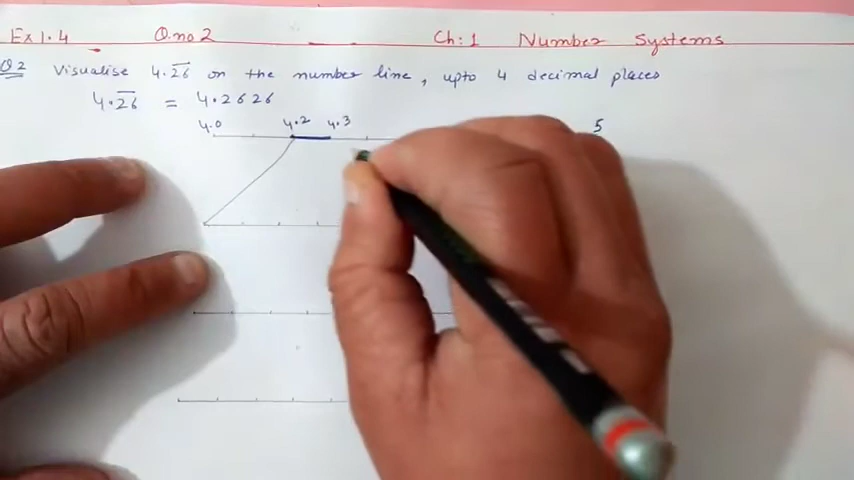 Ex 1.4 Q.no 2 Ch:1 Number Systems
Q2 Visualise 4.2̅6̅ on the number line, upto 4 decimal places
4.2̅6̅ = 4.2626
4.0 4.2 4.3 5